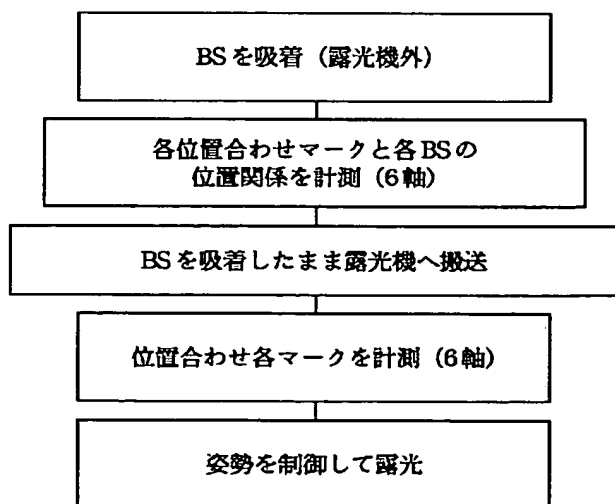 BSを吸着（露光機外）
各位置合わせマークと各BSの
位置関係を計測（6軸）
BSを吸着したまま露光機へ搬送
位置合わせ各マークを計測（6軸）
姿勢を制御して露光